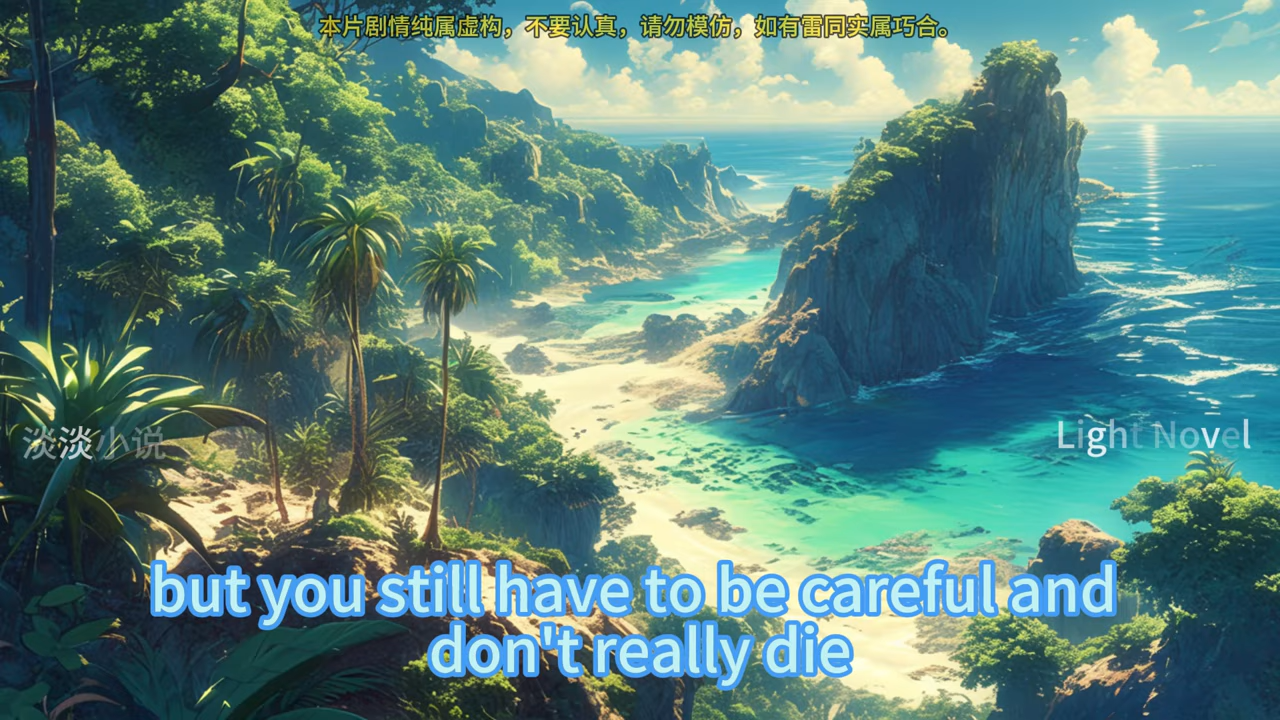 本片剧情纯属虚构，不要认真，请勿模仿，如有雷同实属巧合。
淡淡小说
Light Novel
but you still have to be careful and
don't really die